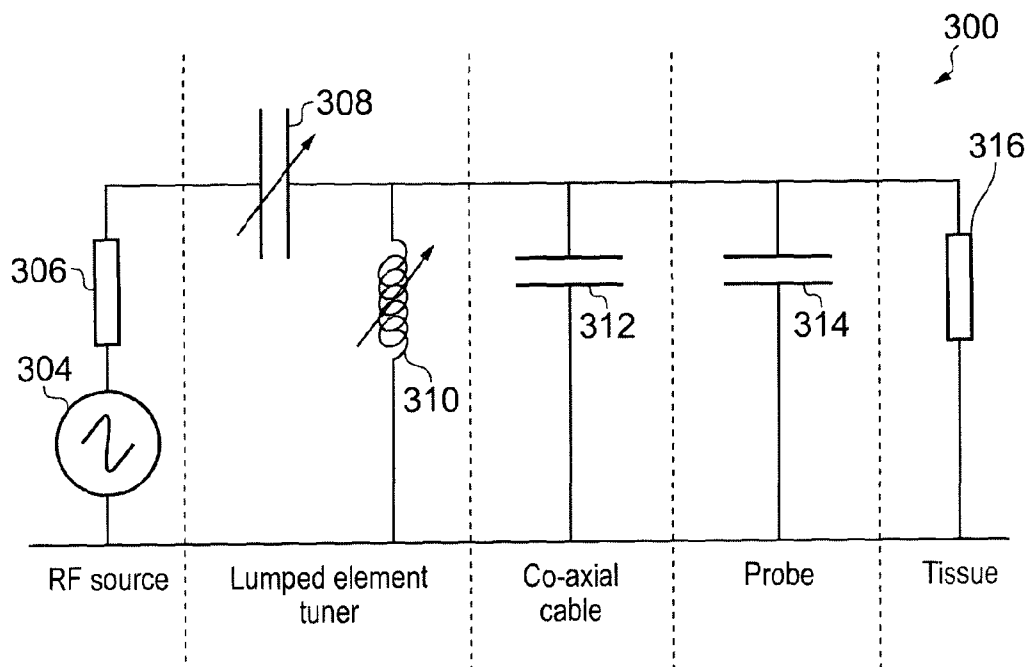 300
308
316
306
312
314
304
310
RF source
Lumped element
tuner
Co-axial
cable
Probe
Tissue